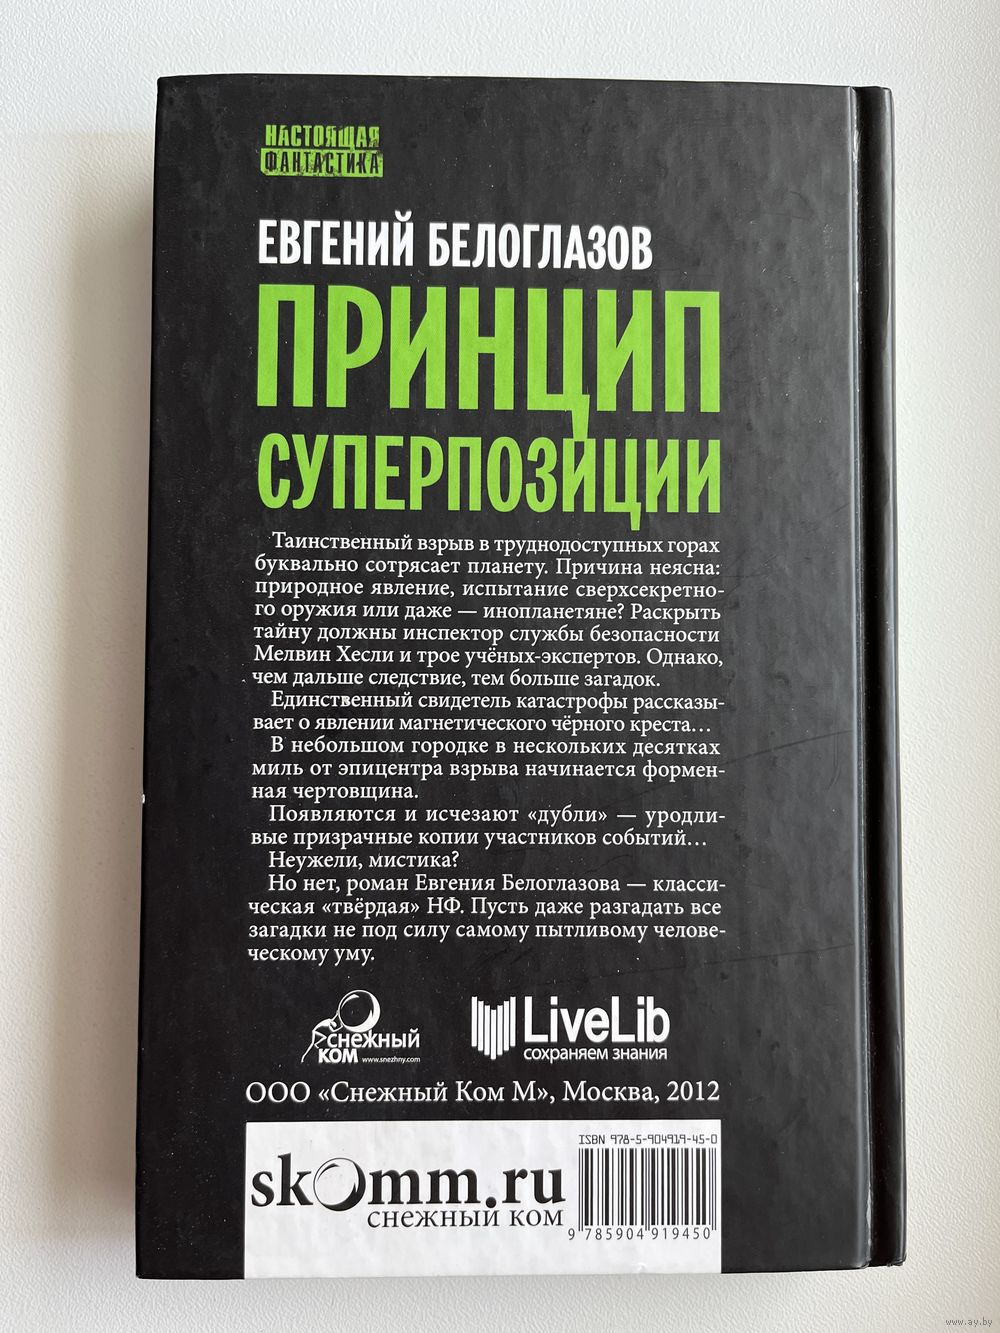 НАСТОЯЩАЯ
ФАНТАСТИКА
ЕВГЕНИЙ БЕЛОГЛАЗОВ
ПРИНЦИП
СУПЕРПОЗИЦИИ
Таинственный взрыв в труднодоступных горах
буквально сотрясает планету. Причина неясна:
природное явление, испытание сверхсекретно-
го оружия или даже — инопланетяне? Раскрыть
тайну должны инспектор службы безопасности
Мелвин Хесли и трое учёных-экспертов. Однако,
чем дальше следствие, тем больше загадок.
Единственный свидетель катастрофы рассказы-
вает о явлении магнетического чёрного креста...
В небольшом городке в нескольких десятках
миль от эпицентра взрыва начинается формен-
ная чертовщина.
Появляются и исчезают «дубли» — уродли-
вые призрачные копии участников событий...
Неужели, мистика?
Но нет, роман Евгения Белоглазова — класси-
ческая «твёрдая» НФ. Пусть даже разгадать все
загадки не под силу самому пытливому челове-
ческому уму.
СНЕЖНЫЙ
КОМ www.snezhny.com
LiveLib
сохраняем знания
ООО «Снежный Ком М», Москва, 2012
ISBN 978-5-904919-45-0
skomm.ru
снежный ком
9 785904 919450
www.ay.by